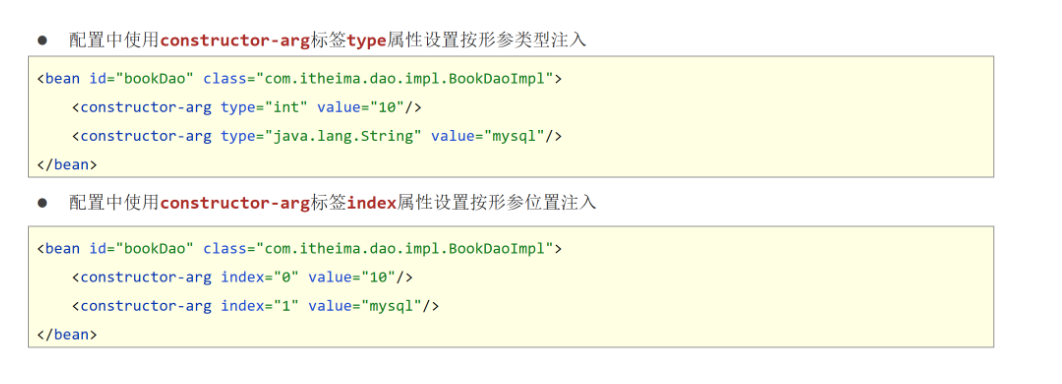 ● 配置中使用constructor-arg标签type属性设置按形参类型注入
<bean id="bookDao" class="com.itheima.dao.impl.BookDaoImpl">
    <constructor-arg type="int" value="10"/>
    <constructor-arg type="java.lang.String" value="mysql"/>
</bean>
● 配置中使用constructor-arg标签index属性设置按形参位置注入
<bean id="bookDao" class="com.itheima.dao.impl.BookDaoImpl">
    <constructor-arg index="0" value="10"/>
    <constructor-arg index="1" value="mysql"/>
</bean>